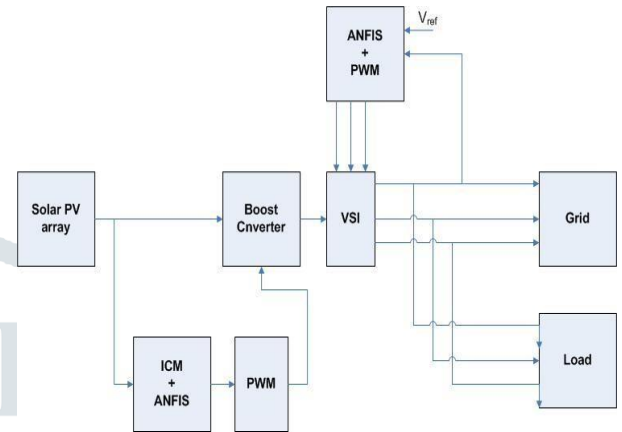 ANFIS
+
PWM
Vref
Solar PV
array
Boost
Cnverter
VSI
Grid
ICM
+
ANFIS
PWM
Load